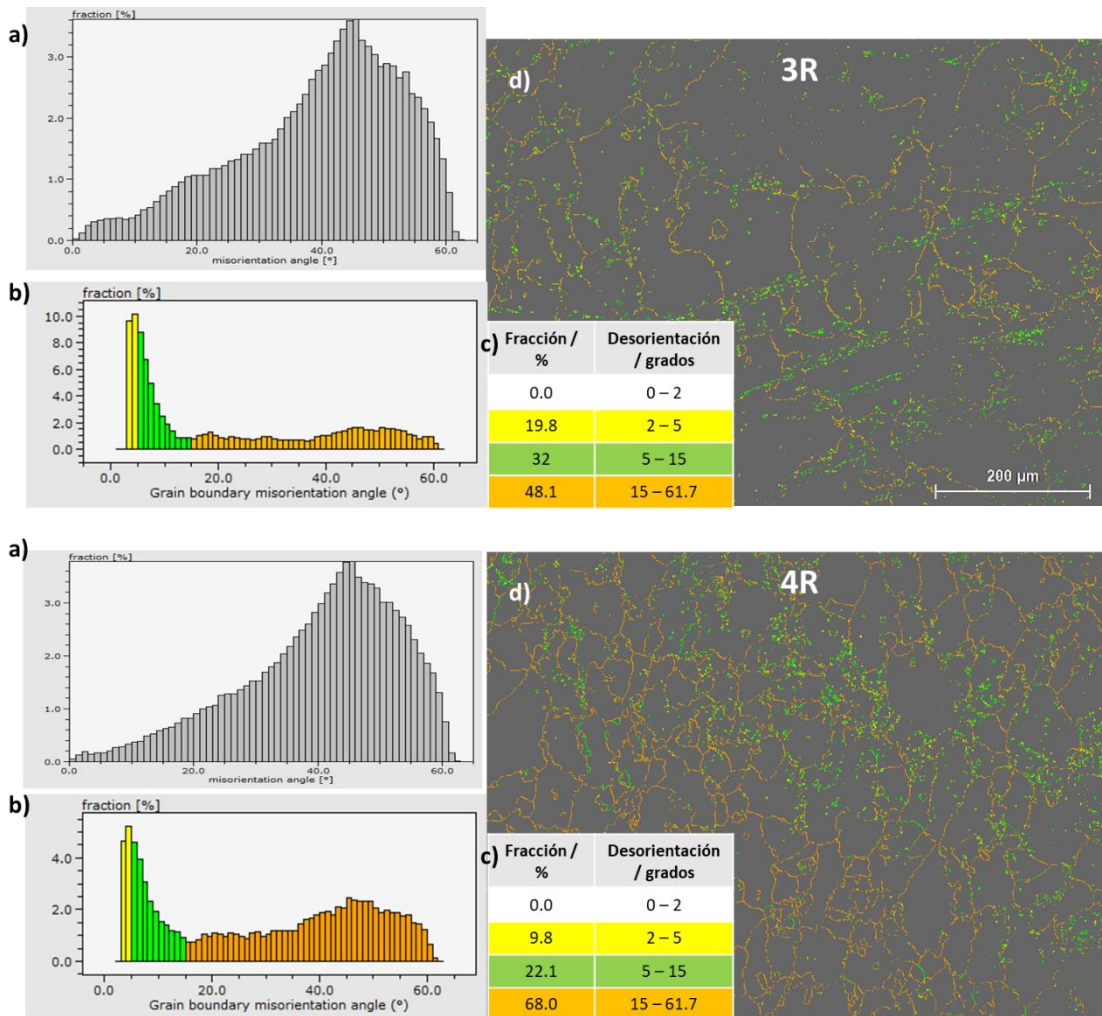 a)
fraction [%]
3.0
2.0
1.0
0.0
0.0 20.0 40.0 60.0
misorientation angle [°]
d)
3R
200 µm
b)
fraction [%]
10.0
8.0
6.0
4.0
2.0
0.0
0.0 20.0 40.0 60.0
Grain boundary misorientation angle (°)
c)
Fracción / % Desorientación / grados
0.0 0 – 2
19.8 2 – 5
32 5 – 15
48.1 15 – 61.7
a)
fraction [%]
3.0
2.0
1.0
0.0
0.0 20.0 40.0 60.0
misorientation angle [°]
d)
4R
b)
fraction [%]
4.0
2.0
0.0
0.0 20.0 40.0 60.0
Grain boundary misorientation angle (°)
c)
Fracción / % Desorientación / grados
0.0 0 – 2
9.8 2 – 5
22.1 5 – 15
68.0 15 – 61.7